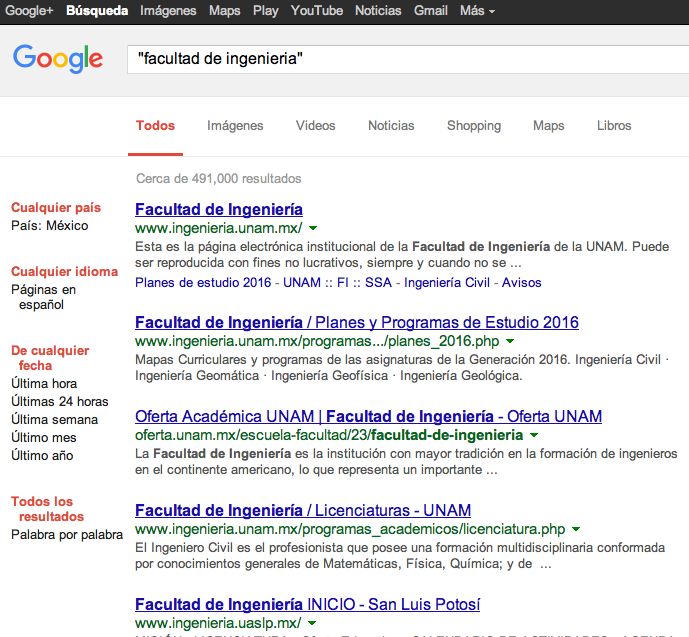 Google+ Búsqueda Imágenes Maps Play YouTube Noticias Gmail Más
Google
"facultad de ingenieria"
Todos Imágenes Videos Noticias Shopping Maps Libros
Cerca de 491,000 resultados
Cualquier país
País: México
Cualquier idioma
Páginas en
español
De cualquier
fecha
Última hora
Últimas 24 horas
Última semana
Último mes
Último año
Todos los
resultados
Palabra por palabra
Facultad de Ingeniería
www.ingenieria.unam.mx/
Esta es la página electrónica institucional de la Facultad de Ingeniería de la UNAM. Puede
ser reproducida con fines no lucrativos, siempre y cuando no se ...
Planes de estudio 2016 - UNAM :: FI :: SSA - Ingeniería Civil - Avisos
Facultad de Ingeniería / Planes y Programas de Estudio 2016
www.ingenieria.unam.mx/programas.../planes_2016.php
Mapas Curriculares y programas de las asignaturas de la Generación 2016. Ingeniería Civil ·
Ingeniería Geomática · Ingeniería Geofísica · Ingeniería Geológica.
Oferta Académica UNAM | Facultad de Ingeniería - Oferta UNAM
oferta.unam.mx/escuela-facultad/23/facultad-de-ingenieria
La Facultad de Ingeniería es la institución con mayor tradición en la formación de ingenieros
en el continente americano, lo que representa un importante ...
Facultad de Ingeniería / Licenciaturas - UNAM
www.ingenieria.unam.mx/programas_academicos/licenciatura.php
El Ingeniero Civil es el profesionista que posee una formación multidisciplinaria conformada
por conocimientos generales de Matemáticas, Física, Química; y de ...
Facultad de Ingeniería INICIO - San Luis Potosí
www.ingenieria.uaslp.mx/